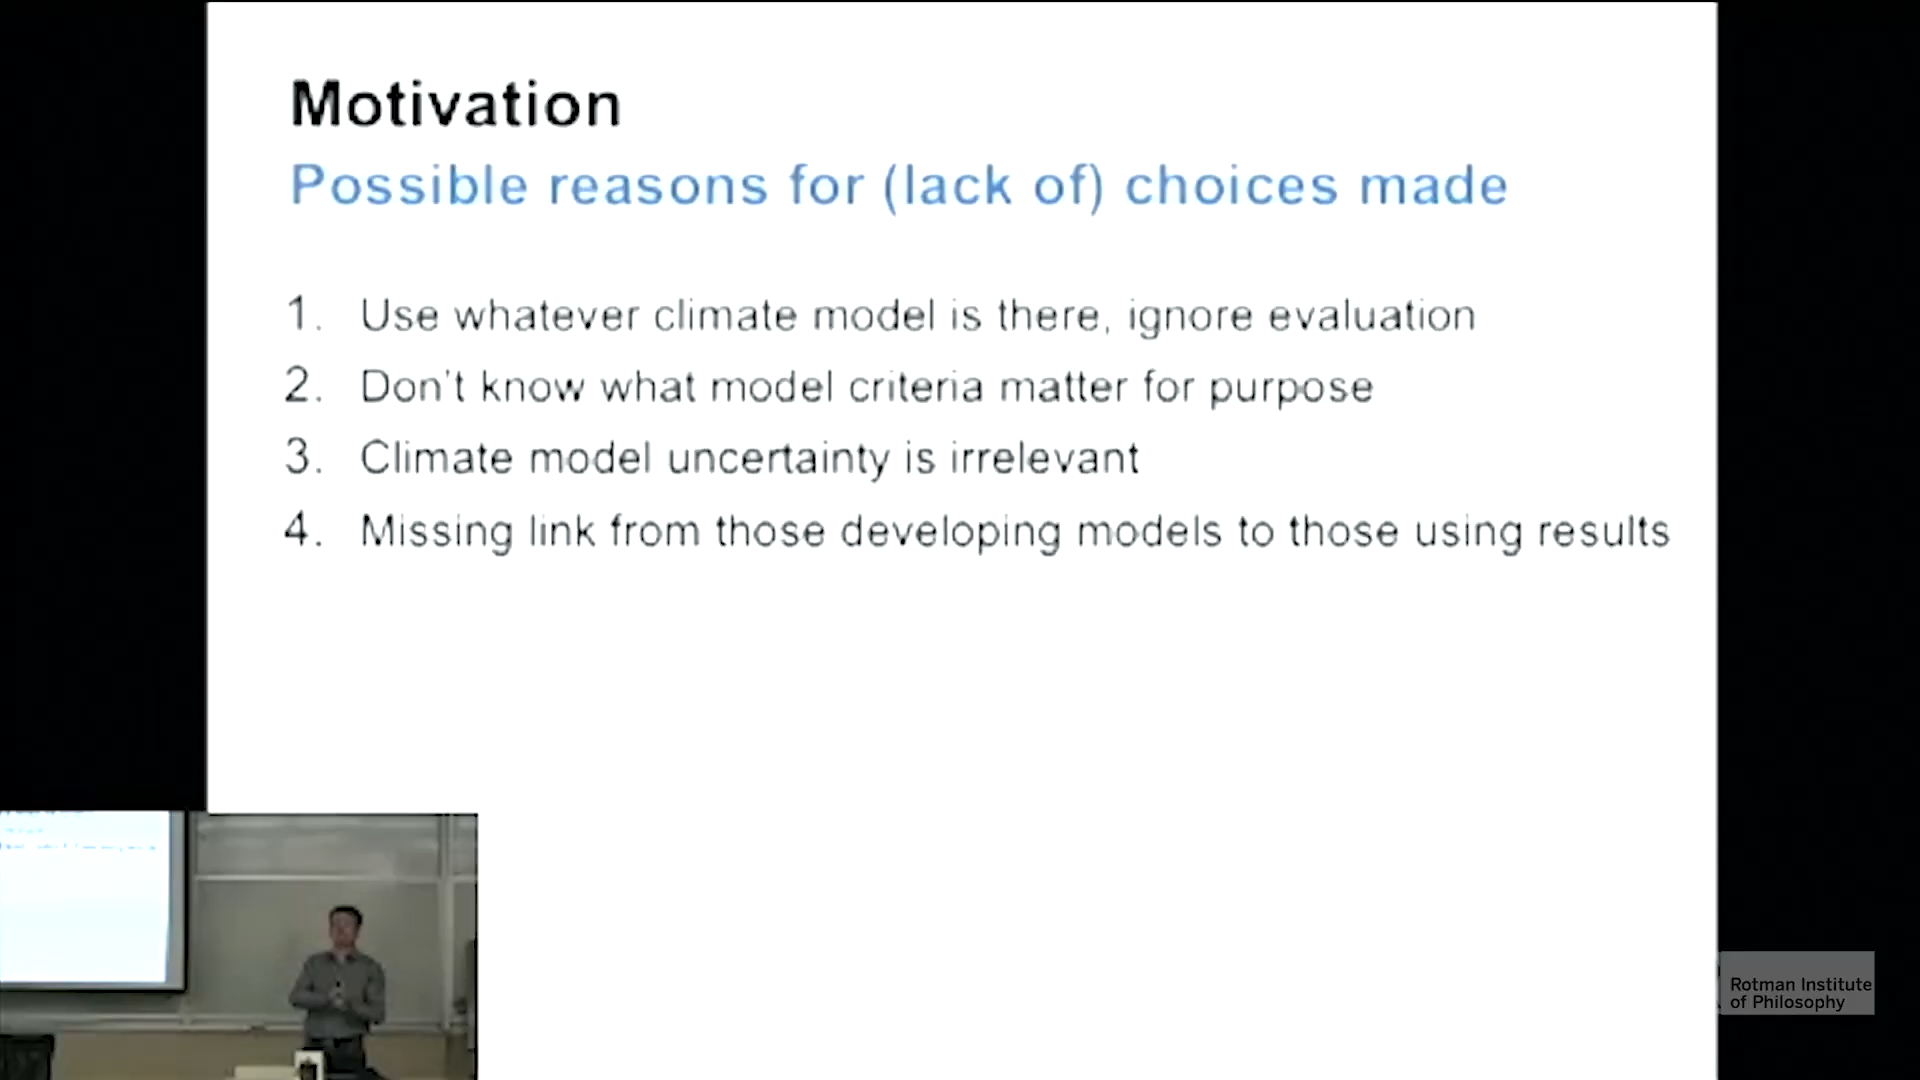 Motivation
Possible reasons for (lack of) choices made
1. Use whatever climate model is there, ignore evaluation
2. Don't know what model criteria matter for purpose
3. Climate model uncertainty is irrelevant
4. Missing link from those developing models to those using results
Rotman Institute
of Philosophy